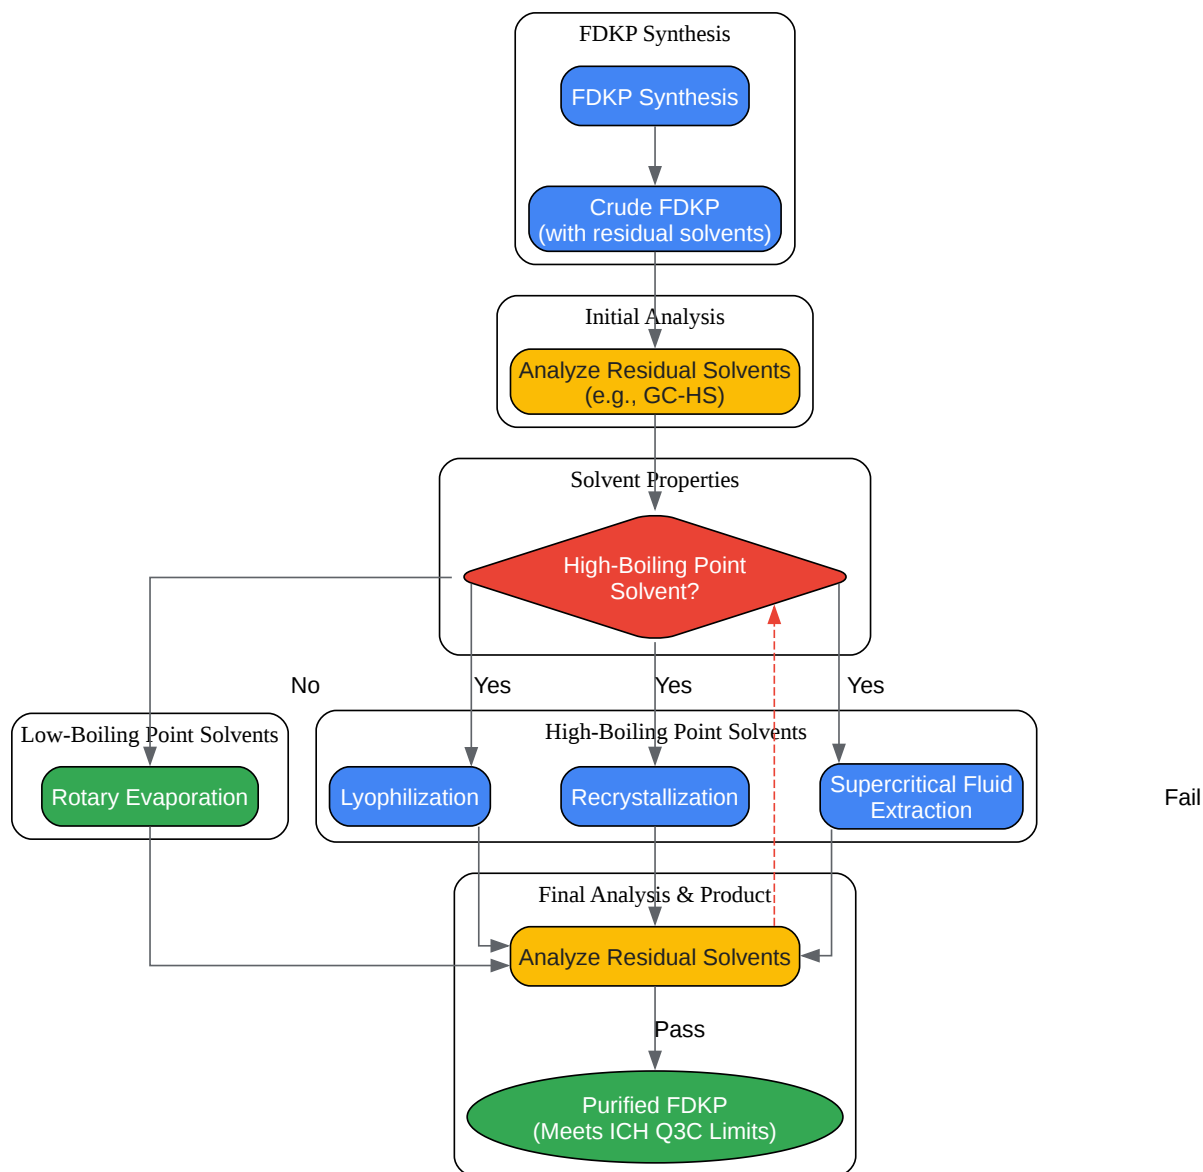 FDKP Synthesis
FDKP Synthesis
Crude FDKP
(with residual solvents)
Initial Analysis
Analyze Residual Solvents
(e.g., GC-HS)
Solvent Properties
High-Boiling Point
Solvent?
No
Yes
Yes
Yes
Low-Boiling Point Solvents
High-Boiling Point Solvents
Rotary Evaporation
Lyophilization
Recrystallization
Supercritical Fluid
Extraction
Fail
Final Analysis & Product
Analyze Residual Solvents
Pass
Purified FDKP
(Meets ICH Q3C Limits)